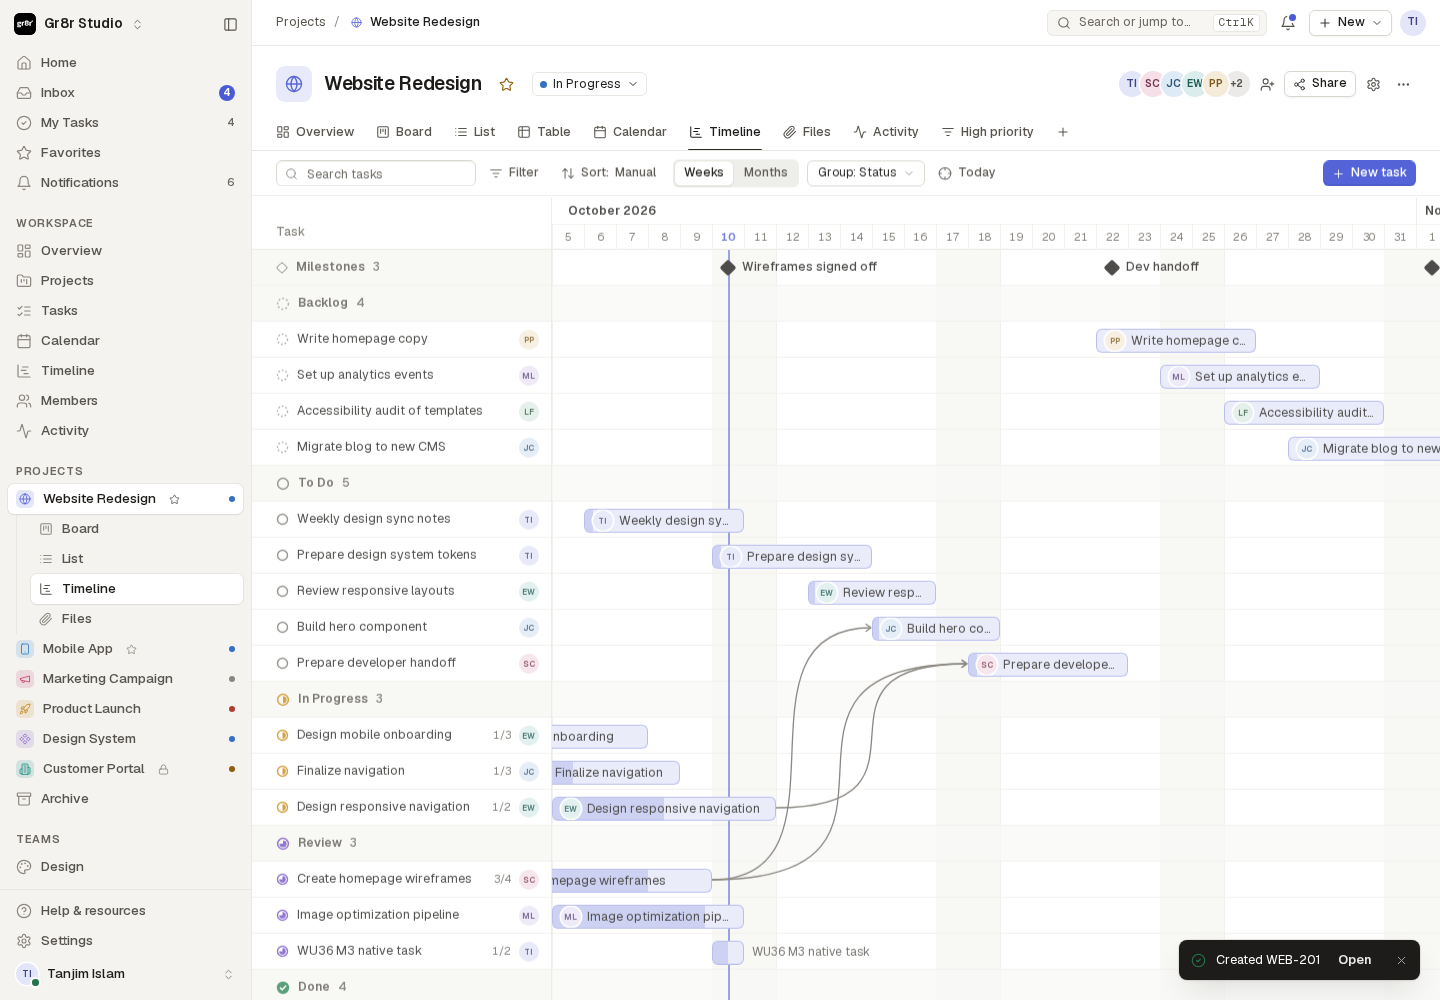 gr8r
Gr8r Studio
Home
Inbox 4
My Tasks 4
Favorites
Notifications 6
WORKSPACE
Overview
Projects
Tasks
Calendar
Timeline
Members
Activity
PROJECTS
Website Redesign
Board
List
Timeline
Files
Mobile App
Marketing Campaign
Product Launch
Design System
Customer Portal
Archive
TEAMS
Design
Help & resources
Settings
TI Tanjim Islam
Projects / Website Redesign
Search or jump to... CtrlK
New
TI
Website Redesign
In Progress
TI SC JC EW PP +2
Share
Overview Board List Table Calendar Timeline Files Activity High priority
Search tasks
Filter
Sort: Manual
Weeks Months
Group: Status
Today
New task
Task
October 2026
No
5 6 7 8 9 10 11 12 13 14 15 16 17 18 19 20 21 22 23 24 25 26 27 28 29 30 31 1
Milestones 3
Wireframes signed off
Dev handoff
Backlog 4
Write homepage copy PP
PP Write homepage c...
Set up analytics events ML
ML Set up analytics e...
Accessibility audit of templates LF
LF Accessibility audit...
Migrate blog to new CMS JC
JC Migrate blog to new
To Do 5
Weekly design sync notes TI
TI Weekly design sy...
Prepare design system tokens TI
TI Prepare design sy...
Review responsive layouts EW
EW Review resp...
Build hero component JC
JC Build hero co...
Prepare developer handoff SC
SC Prepare develope...
In Progress 3
Design mobile onboarding 1/3 EW
nboarding
Finalize navigation 1/3 JC
Finalize navigation
Design responsive navigation 1/2 EW
EW Design responsive navigation
Review 3
Create homepage wireframes 3/4 SC
mepage wireframes
Image optimization pipeline ML
ML Image optimization pip...
WU36 M3 native task 1/2 TI
WU36 M3 native task
Done 4
Created WEB-201 Open